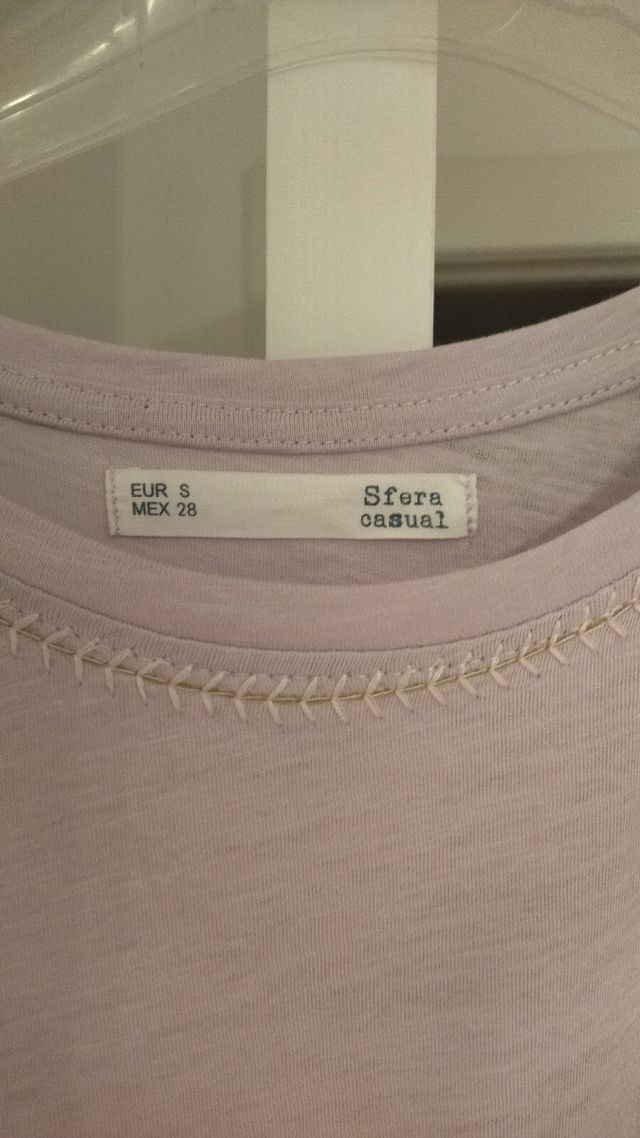 EUR S
MEX 28
Sfera
casual